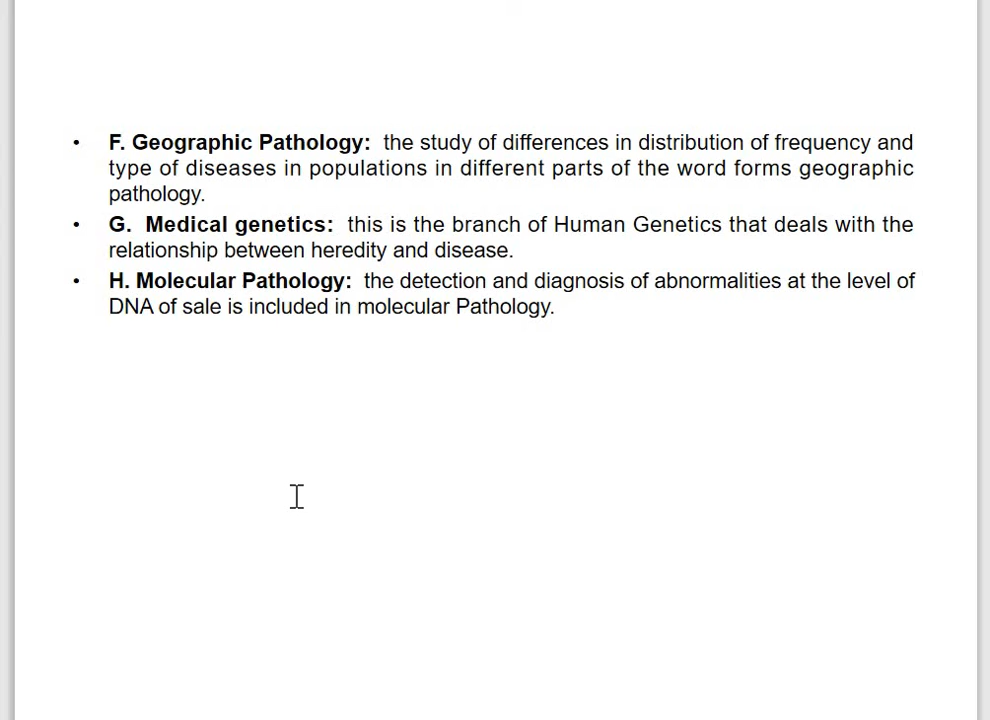 • F. Geographic Pathology: the study of differences in distribution of frequency and
type of diseases in populations in different parts of the word forms geographic
pathology.
• G. Medical genetics: this is the branch of Human Genetics that deals with the
relationship between heredity and disease.
• H. Molecular Pathology: the detection and diagnosis of abnormalities at the level of
DNA of sale is included in molecular Pathology.